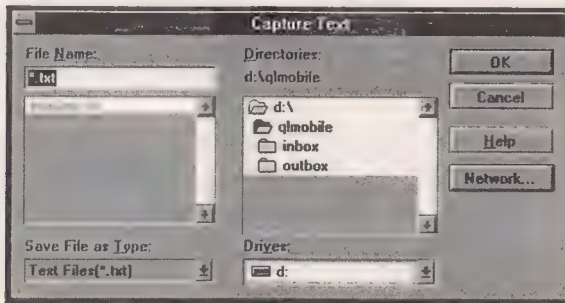 Capture Text
File Name:
*.txt
Directories:
d:\qlmobile
d:\
qlmobile
inbox
outbox
OK
Cancel
Help
Network...
Save File as Type:
Text Files(*.txt)
Drives:
d: